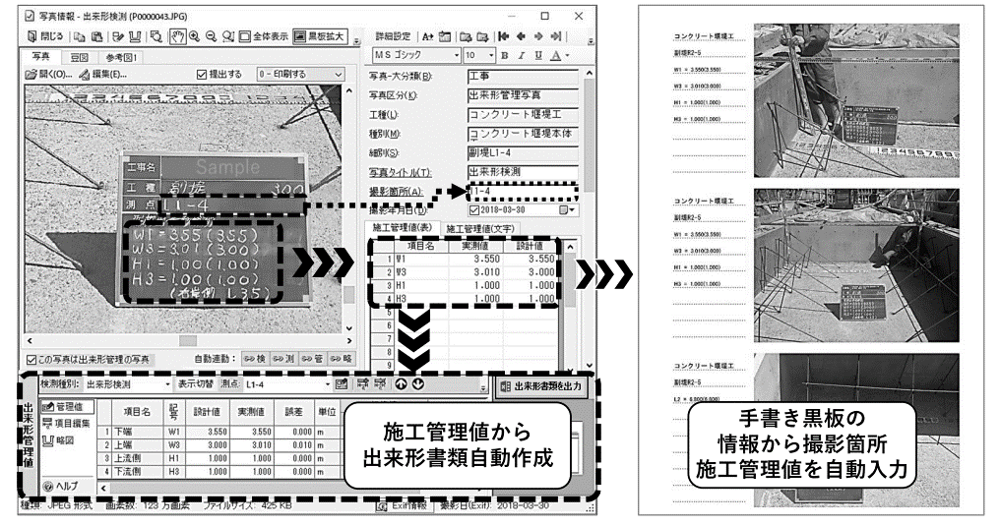 写真情報 - 出来形検測 (P0000043.JPG)
閉じる
全体表示
黒板拡大
詳細設定
写真
豆図
参考図1
開く(O)...
編集(E)...
提出する
0 - 印刷する
MS ゴシック
10
B I U A
写真-大分類(B):
工事
写真区分(K):
出来形管理写真
工種(L):
コンクリート堰堤工
種別(M):
コンクリート堰堤本体
細別(S):
副堤L1-4
写真タイトル(T):
出来形検測
撮影箇所(A):
L1-4
撮影年月日(D):
2018-03-30
工事名
Sample
工種
副堤
300
測点
L1-4
W1=3.55(3.55)
W3=3.01(3.00)
H1=1.00(1.00)
H3=1.00(1.00)
施工管理値(表)
施工管理値(文字)
項目名 実測値 設計値
1 W1 3.550 3.550
2 W3 3.010 3.000
3 H1 1.000 1.000
4 H3 1.000 1.000
5
6
7
8
9
この写真は出来形管理の写真
自動連動:
検
測
管
略
検測種別: 出来形検測
表示切替
測点: L1-4
出来形書類を出力
出来形管理値
管理値
項目編集
略図
ヘルプ
項目名 記号 設計値 実測値 誤差 単位
1 下端 W1 3.550 3.550 0.000 m
2 上端 W3 3.000 3.010 0.010 m
3 上流側 H1 1.000 1.000 0.000 m
4 下流側 H3 1.000 1.000 0.000 m
施工管理値から
出来形書類自動作成
種類: JPEG 形式
画素数: 123 万画素
ファイルサイズ: 425 KB
Exif情報
撮影日(Exif): 2018-03-30
コンクリート堰堤工
副堤R2-5
W1 = 3.550(3.550)
W3 = 3.010(3.000)
H1 = 1.000(1.000)
H3 = 1.000(1.000)
コンクリート堰堤工
副堤R2-5
W1 = 3.550(3.550)
W3 = 3.010(3.000)
H1 = 1.000(1.000)
H3 = 1.000(1.000)
コンクリート堰堤工
副堤R2-5
手書き黒板の
情報から撮影箇所
施工管理値を自動入力